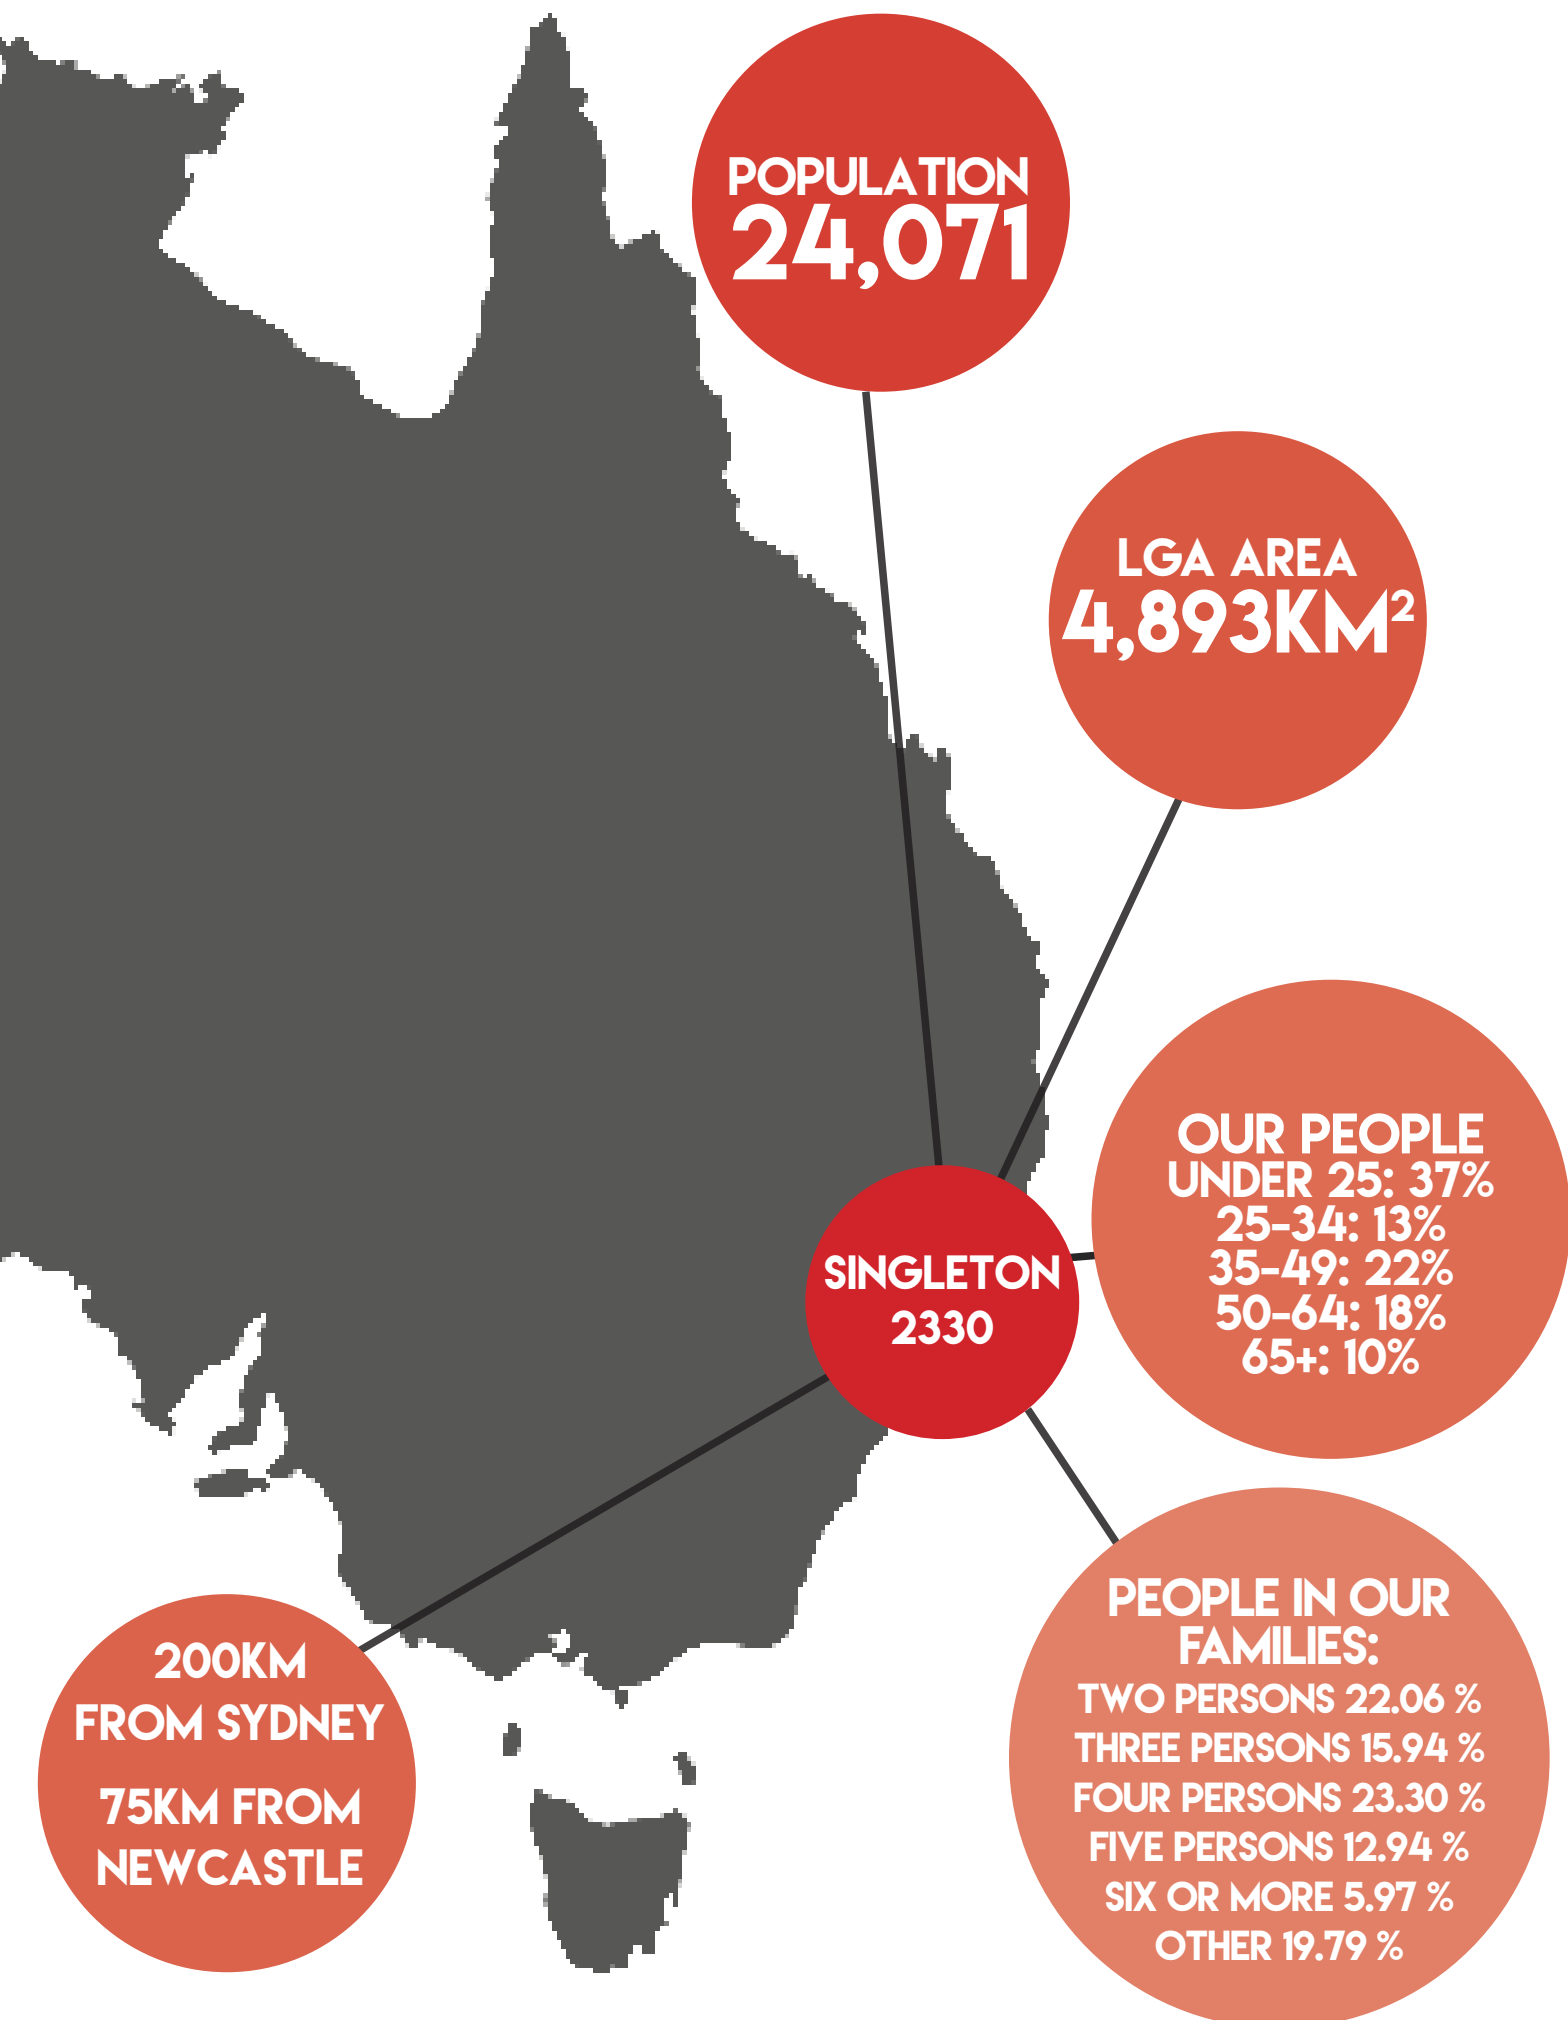 POPULATION
24,071
LGA AREA
4,893KM²
OUR PEOPLE
UNDER 25: 37%
25-34: 13%
35-49: 22%
50-64: 18%
65+: 10%
SINGLETON
2330
PEOPLE IN OUR
FAMILIES:
TWO PERSONS 22.06 %
THREE PERSONS 15.94 %
FOUR PERSONS 23.30 %
FIVE PERSONS 12.94 %
SIX OR MORE 5.97 %
OTHER 19.79 %
200KM
FROM SYDNEY
75KM FROM
NEWCASTLE